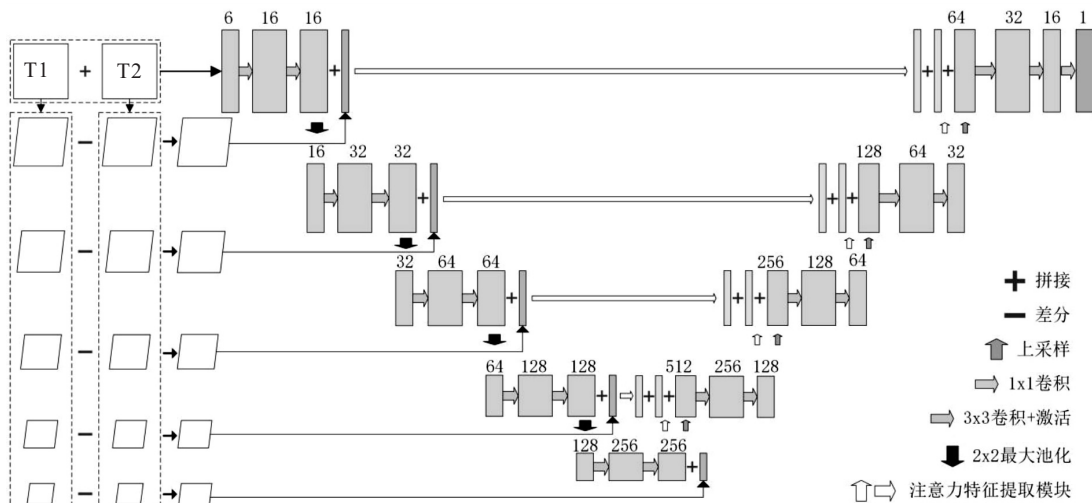 6 16 16 64 32 16 1
T1 + T2 + + +
− 16 32 32 128 64 32
+ + +
− 32 64 64 256 128 64
+ + + + 拼接
− 差分
− 64 128 128 512 256 128 上采样
+ + + 1x1卷积
− 128 256 256 3x3卷积+激活
+ 2x2最大池化
− 注意力特征提取模块